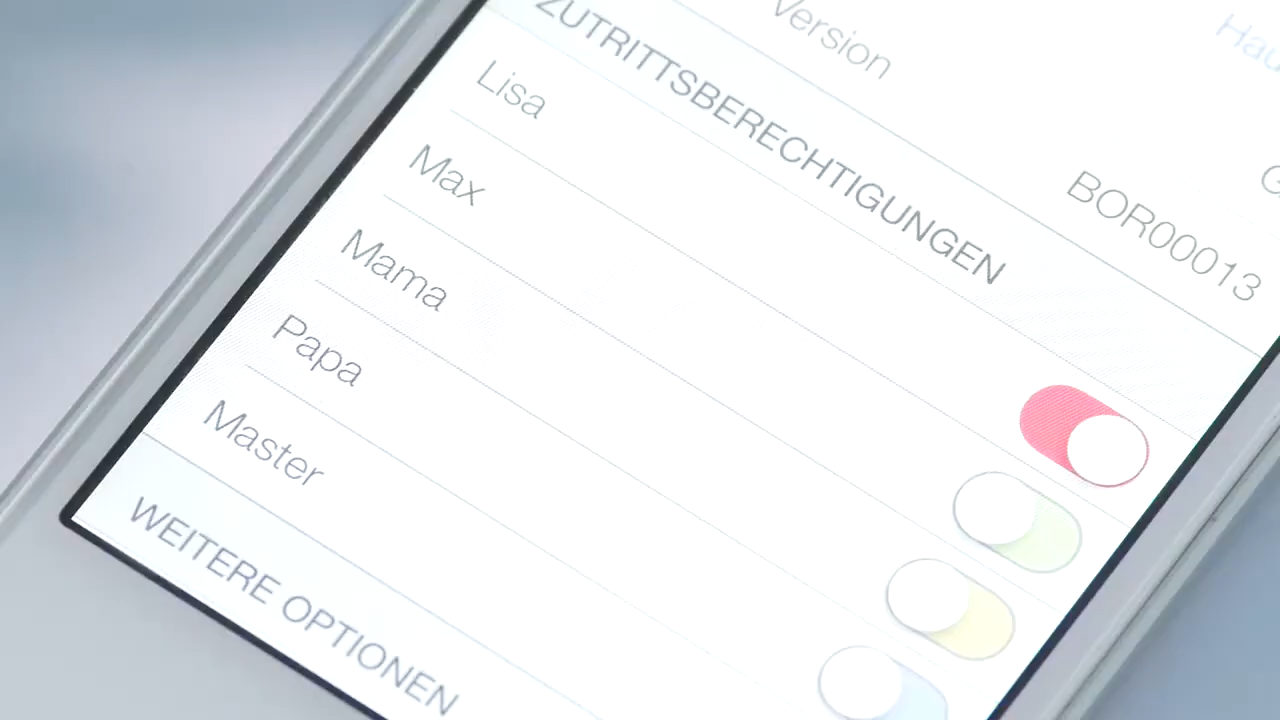 Version
BOR00013
ZUTRITTSBERECHTIGUNGEN
Lisa
Max
Mama
Papa
Master
WEITERE OPTIONEN